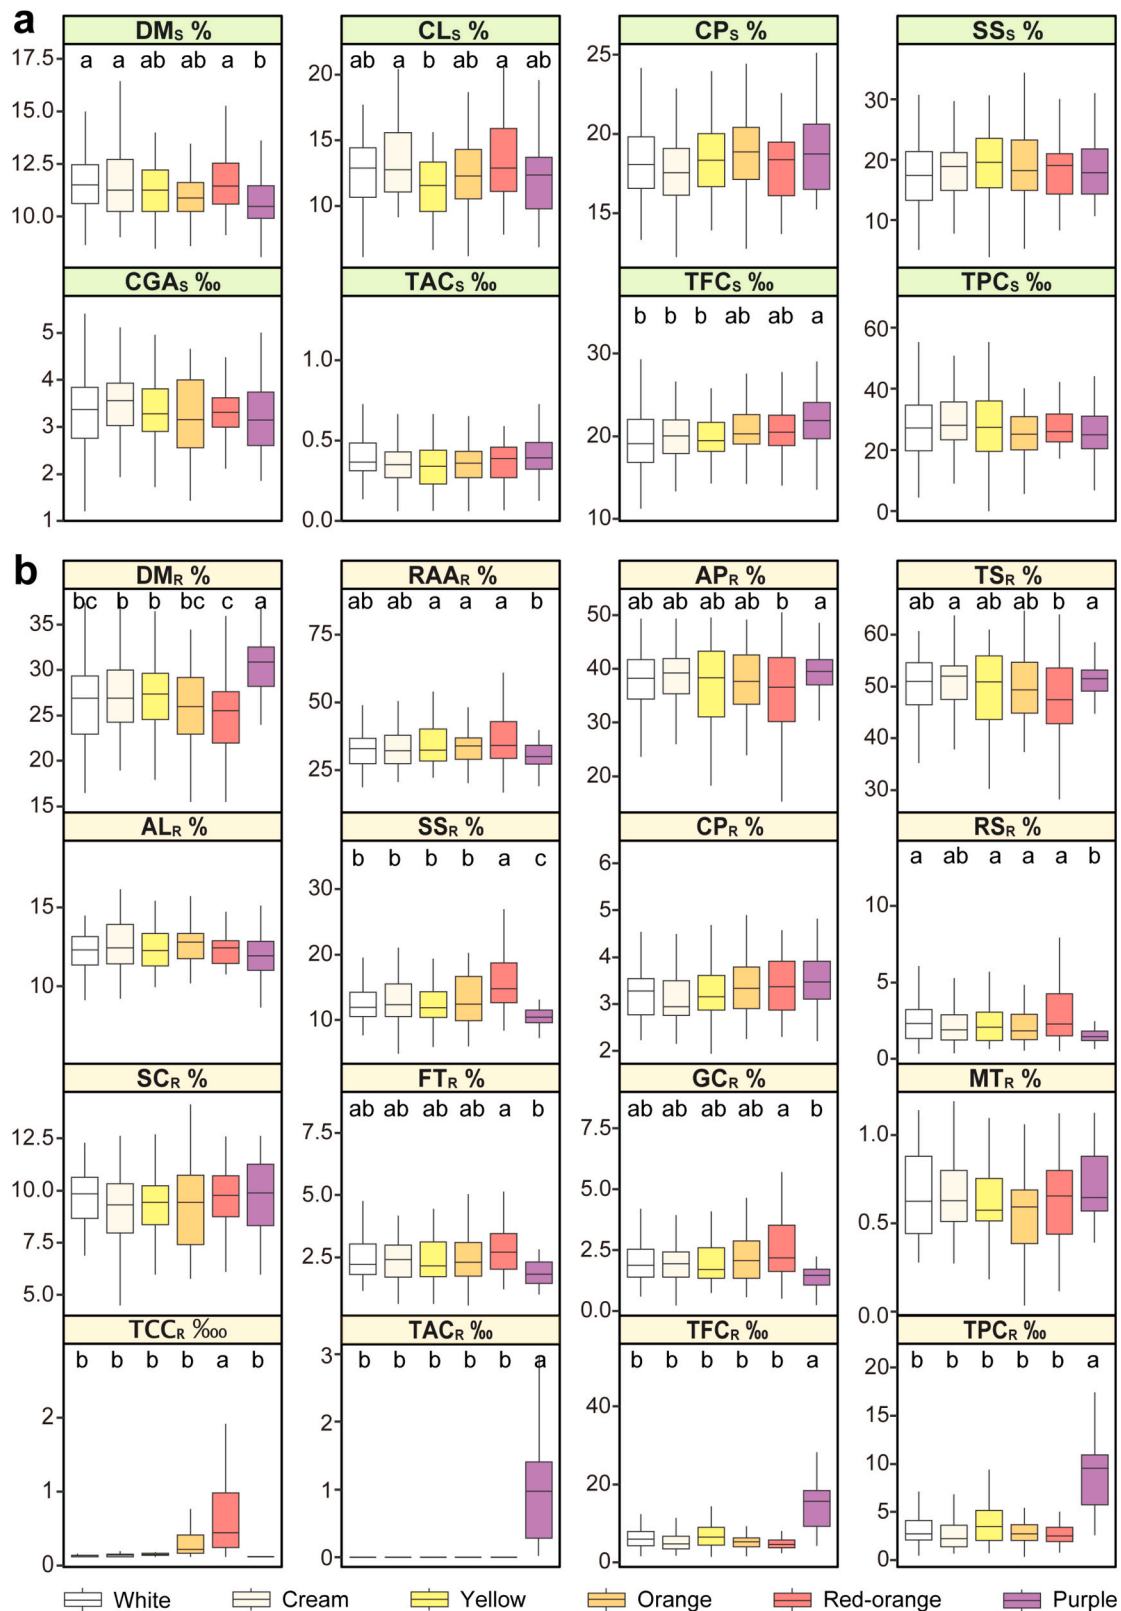 a
DMS % CLS % CPS % SSS %
17.5 15.0 12.5 10.0
a a ab ab a b
20 15 10
ab a b ab a ab
25 20 15
30 20 10
CGAS ‰ TACS ‰ TFCS ‰ TPCS ‰
5 4 3 2 1
1.0 0.5 0.0
30 20 10
b b b ab ab a
60 40 20 0
b
DMR % RAAR % APR % TSR %
35 30 25 20 15
bc b b bc c a
75 50 25
ab ab a a a b
50 40 30 20
ab ab ab ab b a
60 50 40 30
ab a ab ab b a
ALR % SSR % CPR % RSR %
15 10
30 20 10
b b b b a c
6 5 4 3 2
10 5 0
a ab a a a b
SCR % FTR % GCR % MTR %
12.5 10.0 7.5 5.0
7.5 5.0 2.5
ab ab ab ab a b
7.5 5.0 2.5 0.0
ab ab ab ab a b
1.0 0.5 0.0
TCCR ‱ TACR ‰ TFCR ‰ TPCR ‰
2 1 0
b b b b a b
3 2 1 0
b b b b b a
40 20 0
b b b b b a
20 15 10 5 0
b b b b b a
White Cream Yellow Orange Red-orange Purple